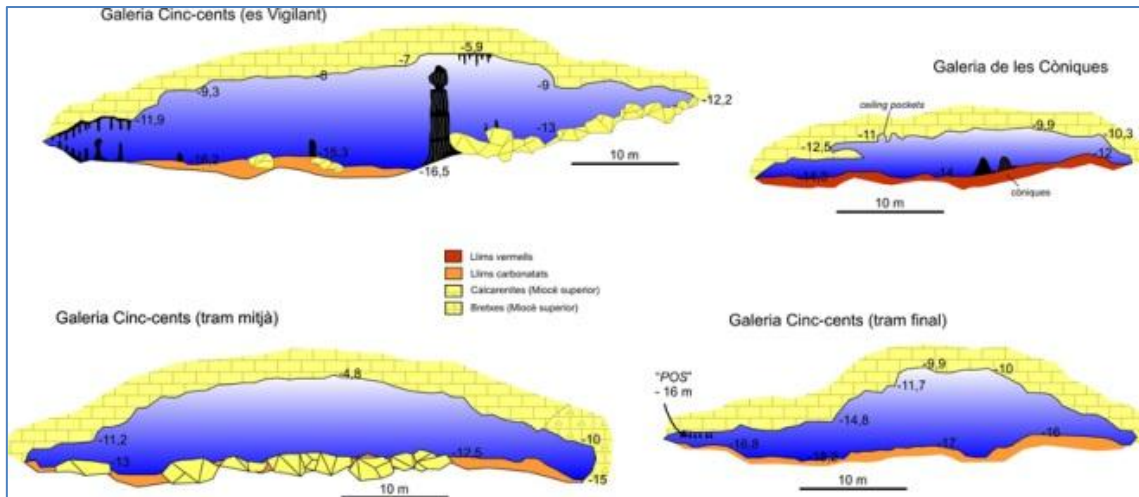 Galeria Cinc-cents (es Vigilant)
-5,9
-7
-8
-9,3
-9
-11,9
-12,2
-13
-16,2
-15,3
-16,5
10 m
Galeria de les Còniques
ceiling pockets
-9,9
-11
-10,3
-12,5
-12
-14
còniques
10 m
Llims vermells
Llims carbonatats
Calcarenites (Miocè superior)
Bretxes (Miocè superior)
Galeria Cinc-cents (tram mitjà)
-4,8
-11,2
-10
-13
-12,5
-15
10 m
Galeria Cinc-cents (tram final)
-9,9
-10
"POS"
- 16 m
-11,7
-14,8
-16
-16,8
-17
10 m